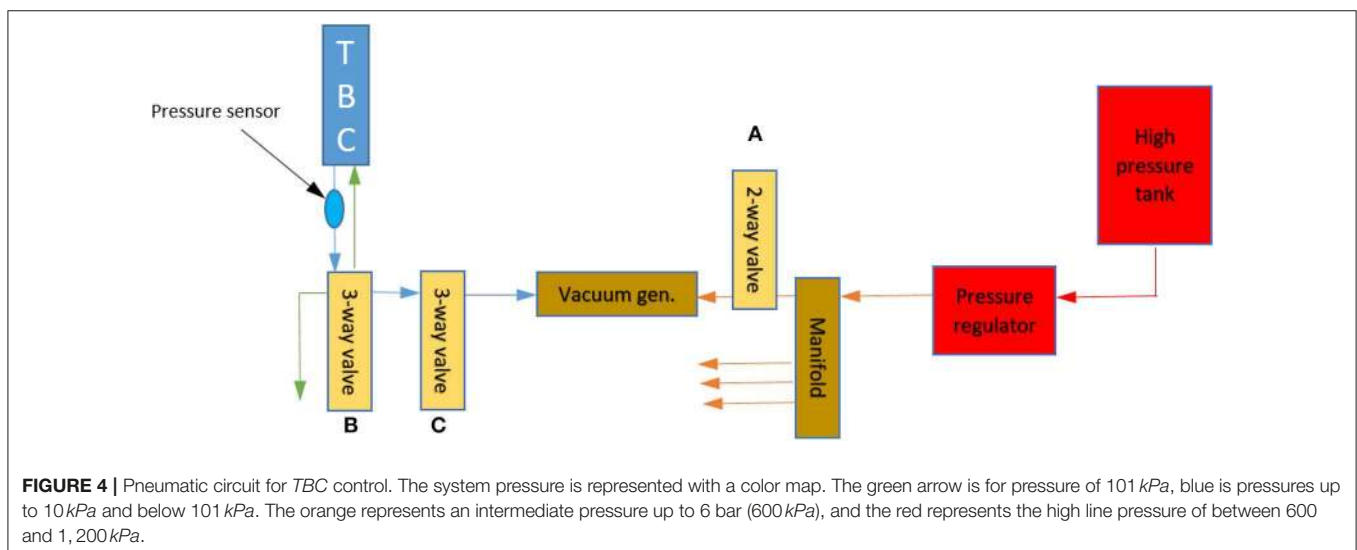 T
B
C
Pressure sensor
A
High
pressure
tank
2-way valve
3-way valve
3-way valve
Vacuum gen.
Manifold
Pressure
regulator
B
C
FIGURE 4 | Pneumatic circuit for TBC control. The system pressure is represented with a color map. The green arrow is for pressure of 101 kPa, blue is pressures up
to 10 kPa and below 101 kPa. The orange represents an intermediate pressure up to 6 bar (600 kPa), and the red represents the high line pressure of between 600
and 1, 200 kPa.